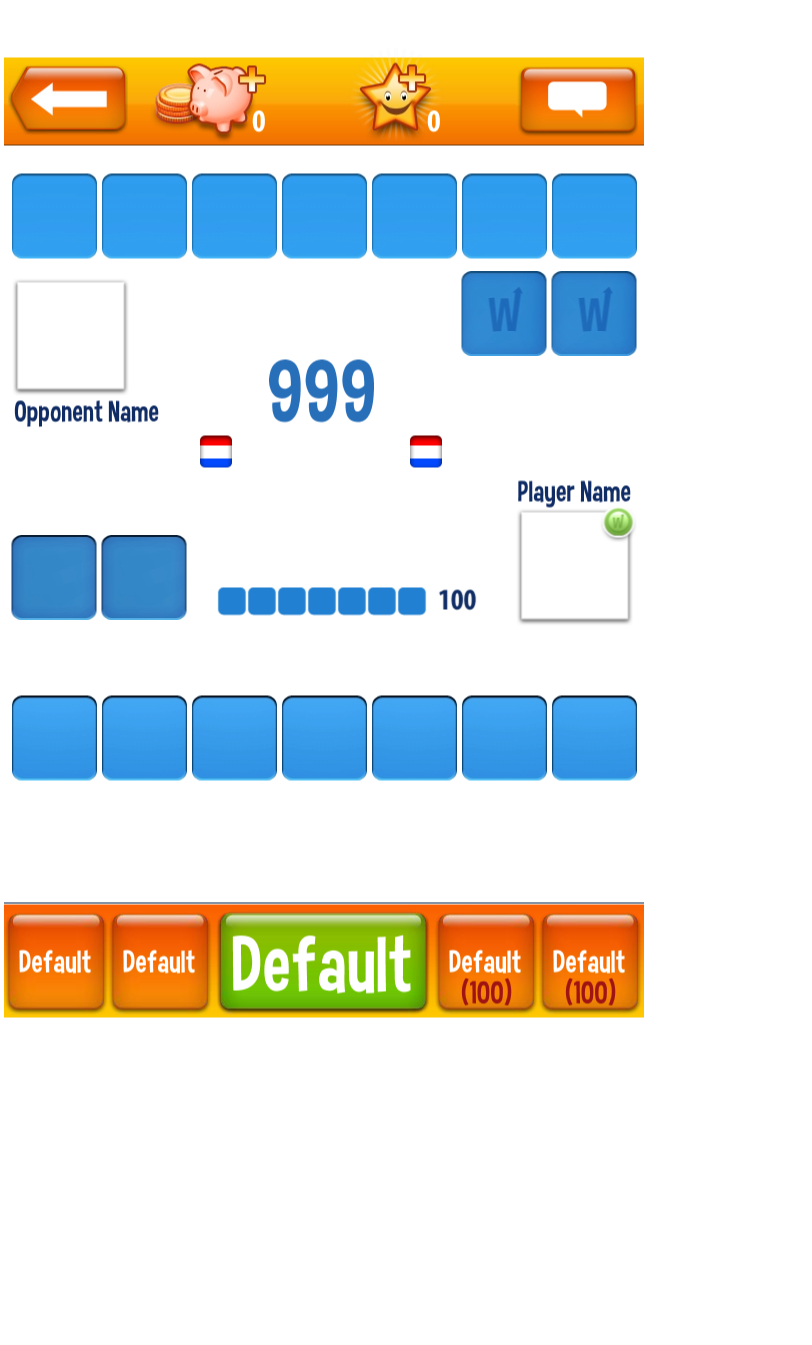 0
0
W W
999
Opponent Name
Player Name
W
100
Default
Default
Default
Default
(100)
Default
(100)